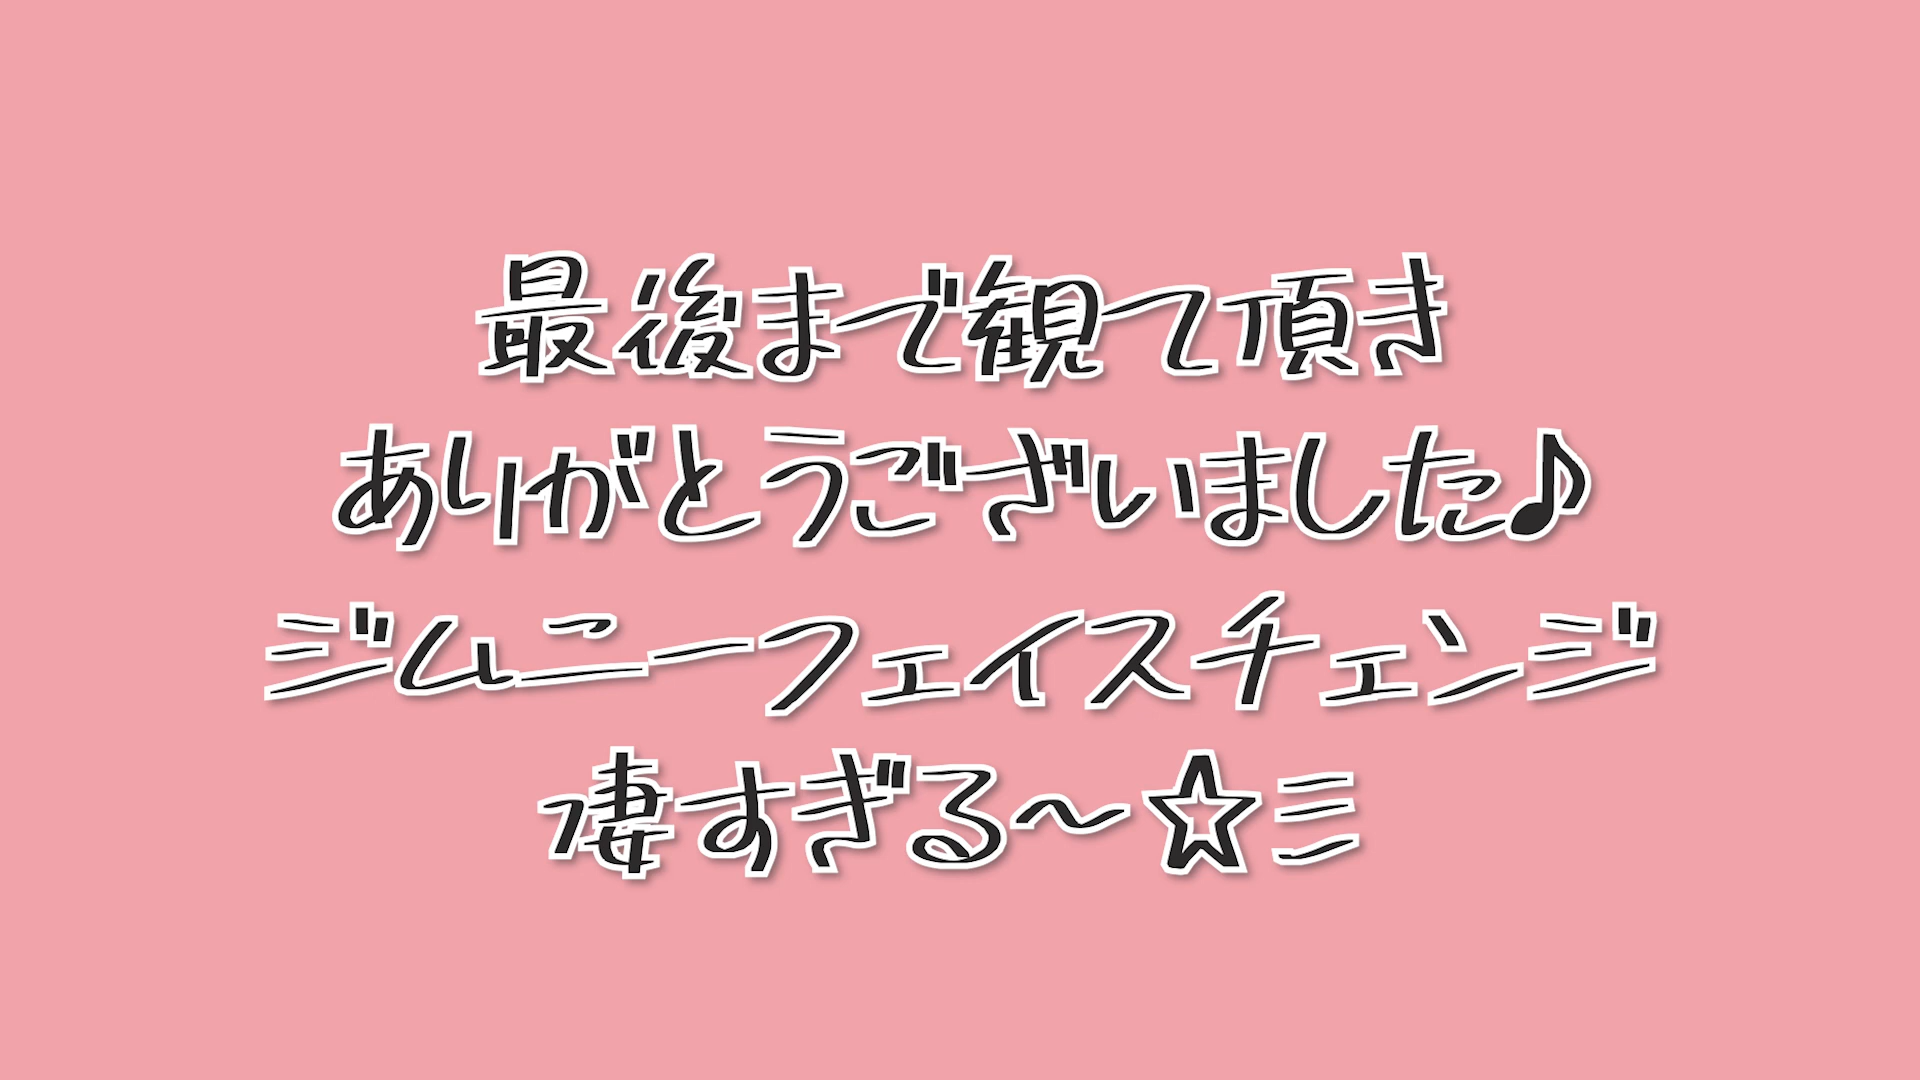 最後まで観て頂き
ありがとうございました♪
ジムニーフェイスチェンジ
凄すぎる～☆ミ